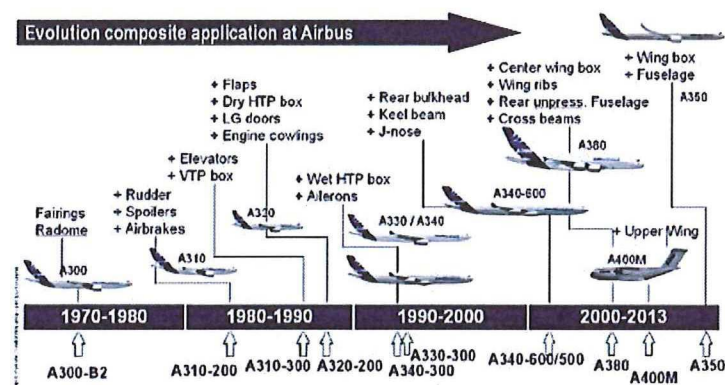 Evolution composite application at Airbus
+ Wing box
+ Fuselage
A350
+ Center wing box
+ Wing ribs
+ Rear unpress. Fuselage
+ Cross beams
A380
+ Flaps
+ Dry HTP box
+ LG doors
+ Engine cowlings
+ Rear bulkhead
+ Keel beam
+ J-nose
+ Elevators
+ VTP box
+ Wet HTP box
+ Ailerons
+ Rudder
+ Spoilers
+ Airbrakes
Fairings
Radome
A300
A310
A330 / A340
A340-600
+ Upper Wing
A400M
1970-1980
1980-1990
1990-2000
2000-2013
A300-B2
A310-200
A310-300
A320-200
A330-300
A340-300
A340-600/500
A380
A400M
A350